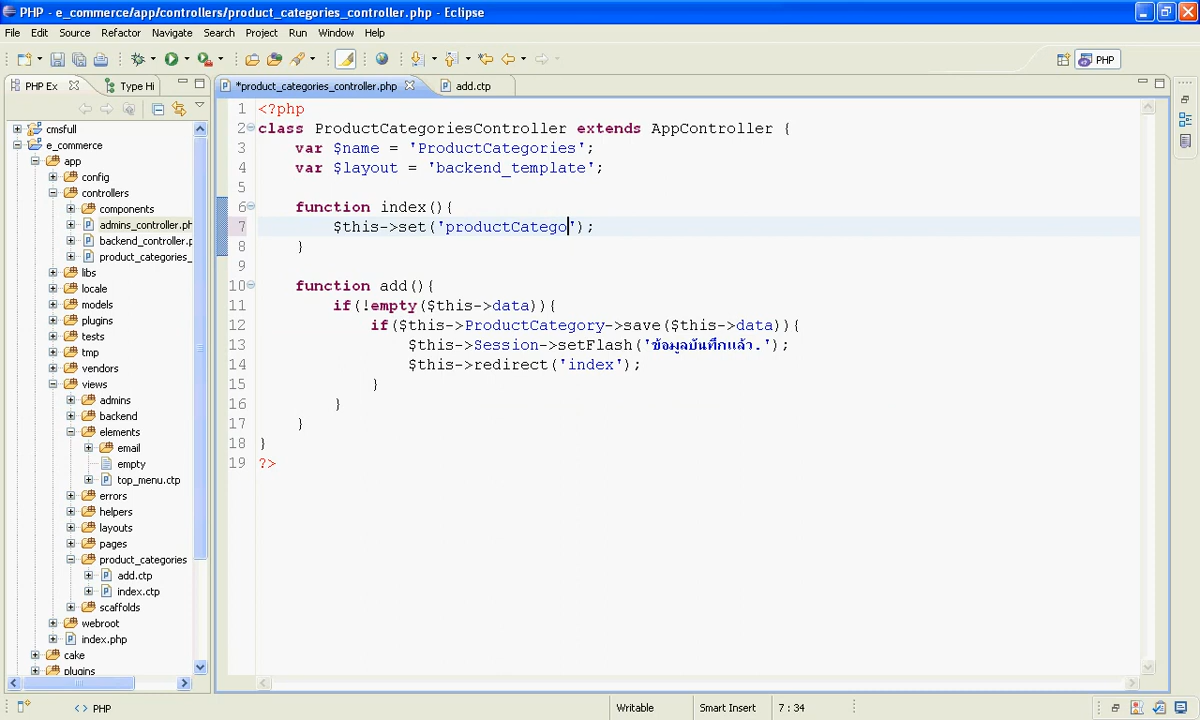 PHP - e_commerce/app/controllers/product_categories_controller.php - Eclipse
File Edit Source Refactor Navigate Search Project Run Window Help
PHP
PHP Ex Type Hi
*product_categories_controller.php add.ctp
cmsfull
e_commerce
app
config
controllers
components
admins_controller.ph
backend_controller.p
product_categories_
libs
locale
models
plugins
tests
tmp
vendors
views
admins
backend
elements
email
empty
top_menu.ctp
errors
helpers
layouts
pages
product_categories
add.ctp
index.ctp
scaffolds
webroot
index.php
cake
plugins
1 <?php
2 class ProductCategoriesController extends AppController {
3 var $name = 'ProductCategories';
4 var $layout = 'backend_template';
5
6 function index(){
7 $this->set('productCatego');
8 }
9
10 function add(){
11 if(!empty($this->data)){
12 if($this->ProductCategory->save($this->data)){
13 $this->Session->setFlash('ข้อมูลบันทึกแล้ว.');
14 $this->redirect('index');
15 }
16 }
17 }
18 }
19 ?>
<> PHP Writable Smart Insert 7 : 34